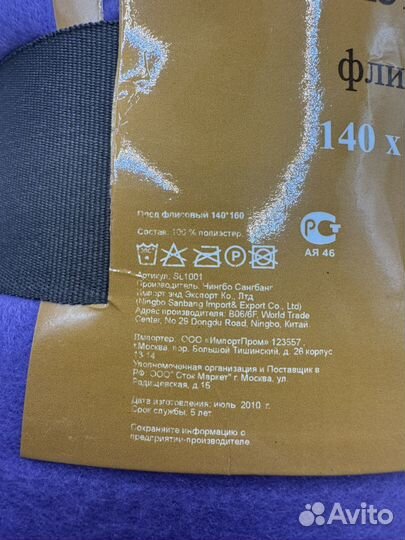 фли
140 x
Плед флисовый 140*160
Состав: 100 % полиэстер.
РСТ
АЯ 46
Артикул: SL1001
Производитель: Нингбо Сангбанг
Импорт энд Экспорт Ко., Лтд
(Ningbo Sanbang Import& Export Co., Ltd)
Адрес производителя: B06/6F, World Trade
Center, No 29 Dongdu Road, Ningbo, Китай
Импортер: ООО «ИмпортПром» 123557,
г.Москва, пер. Большой Тишинский, д. 26 корпус
13-14
Уполномоченная организация и Поставщик в
РФ: ООО" Сток Маркет" г. Москва, ул.
Радищевская, д.15
Дата изготовления: июль 2010 г.
Срок службы: 5 лет.
Сохраняйте информацию о
предприятии-производителе.
Avito